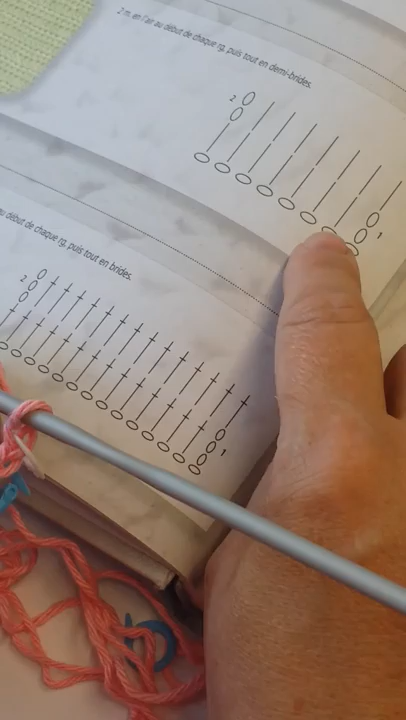 2 m. en l'air au début de chaque rg, puis tout en demi-brides.
2
1
au début de chaque rg, puis tout en brides.
2
1